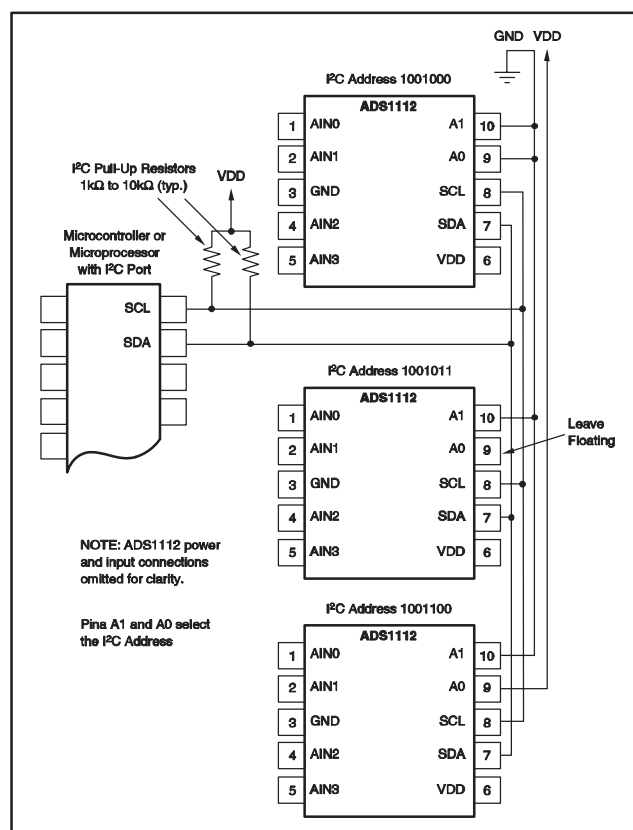 GND VDD
I²C Address 1001000
ADS1112
1 AIN0 A1 10
2 AIN1 A0 9
3 GND SCL 8
4 AIN2 SDA 7
5 AIN3 VDD 6
I²C Pull-Up Resistors
1kΩ to 10kΩ (typ.)
VDD
Microcontroller or
Microprocessor
with I²C Port
SCL
SDA
I²C Address 1001011
ADS1112
1 AIN0 A1 10
2 AIN1 A0 9
3 GND SCL 8
4 AIN2 SDA 7
5 AIN3 VDD 6
Leave
Floating
NOTE: ADS1112 power
and input connections
omitted for clarity.
Pina A1 and A0 select
the I²C Address
I²C Address 1001100
ADS1112
1 AIN0 A1 10
2 AIN1 A0 9
3 GND SCL 8
4 AIN2 SDA 7
5 AIN3 VDD 6